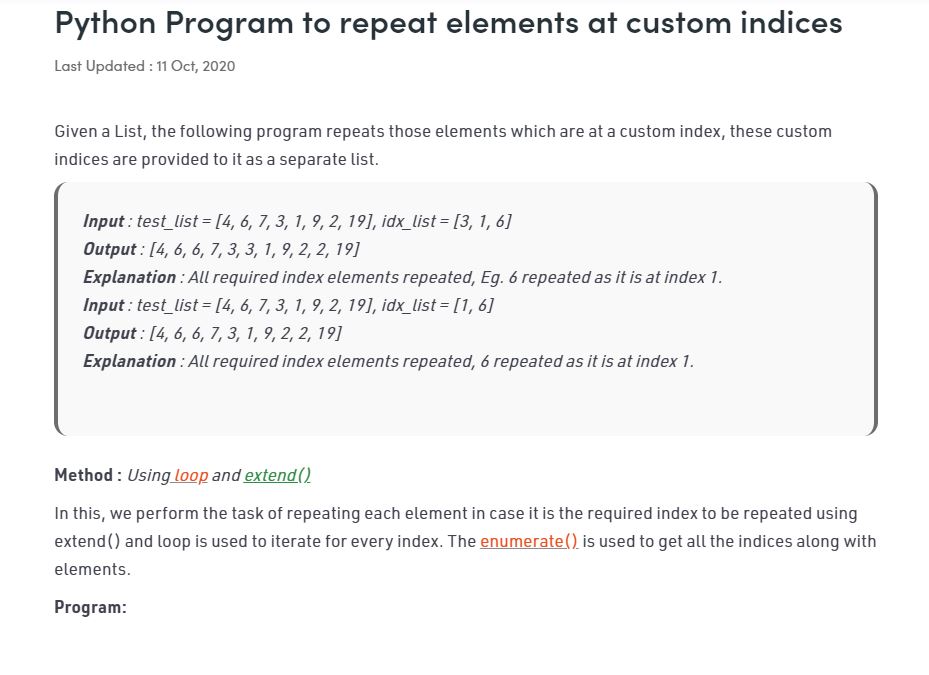 Python Program to repeat elements at custom indices
Last Updated : 11 Oct, 2020
Given a List, the following program repeats those elements which are at a custom index, these custom
indices are provided to it as a separate list.
Input : test_list = [4, 6, 7, 3, 1, 9, 2, 19], idx_list = [3, 1, 6]
Output : [4, 6, 6, 7, 3, 3, 1, 9, 2, 2, 19]
Explanation : All required index elements repeated, Eg. 6 repeated as it is at index 1.
Input : test_list = [4, 6, 7, 3, 1, 9, 2, 19], idx_list = [1, 6]
Output : [4, 6, 6, 7, 3, 1, 9, 2, 2, 19]
Explanation : All required index elements repeated, 6 repeated as it is at index 1.
Method : Using loop and extend()
In this, we perform the task of repeating each element in case it is the required index to be repeated using
extend() and loop is used to iterate for every index. The enumerate() is used to get all the indices along with
elements.
Program: